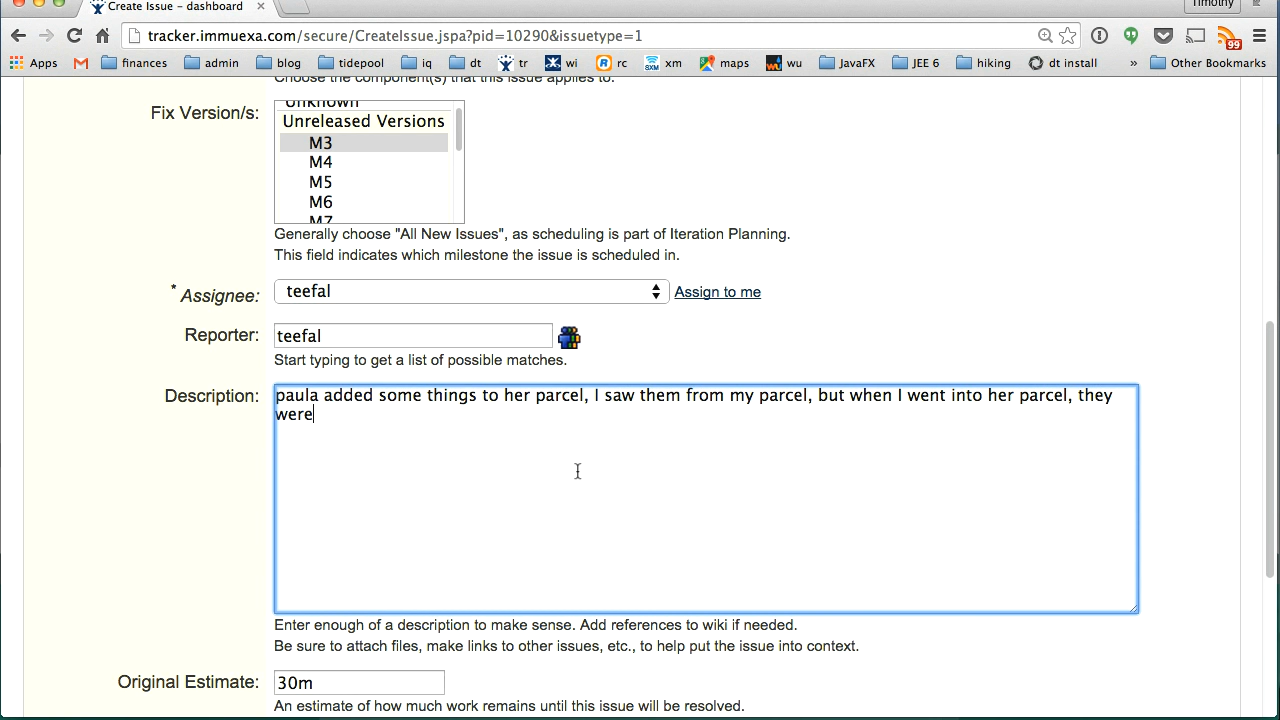 Create Issue - dashboard
Timothy
tracker.immuexa.com/secure/CreateIssue.jspa?pid=10290&issuetype=1
99
Apps finances admin blog tidepool iq dt tr wi rc xm maps wu JavaFX JEE 6 hiking dt install » Other Bookmarks
Choose the component(s) that this issue applies to.
Fix Version/s:
Unknown
Unreleased Versions
M3
M4
M5
M6
M7
Generally choose "All New Issues", as scheduling is part of Iteration Planning.
This field indicates which milestone the issue is scheduled in.
* Assignee: teefal Assign to me
Reporter: teefal
Start typing to get a list of possible matches.
Description: paula added some things to her parcel, I saw them from my parcel, but when I went into her parcel, they
were
Enter enough of a description to make sense. Add references to wiki if needed.
Be sure to attach files, make links to other issues, etc., to help put the issue into context.
Original Estimate: 30m
An estimate of how much work remains until this issue will be resolved.